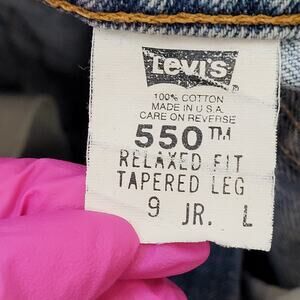 Levi's
100% COTTON
MADE IN U.S.A.
CARE ON REVERSE
550™
RELAXED FIT
TAPERED LEG
9 JR. L